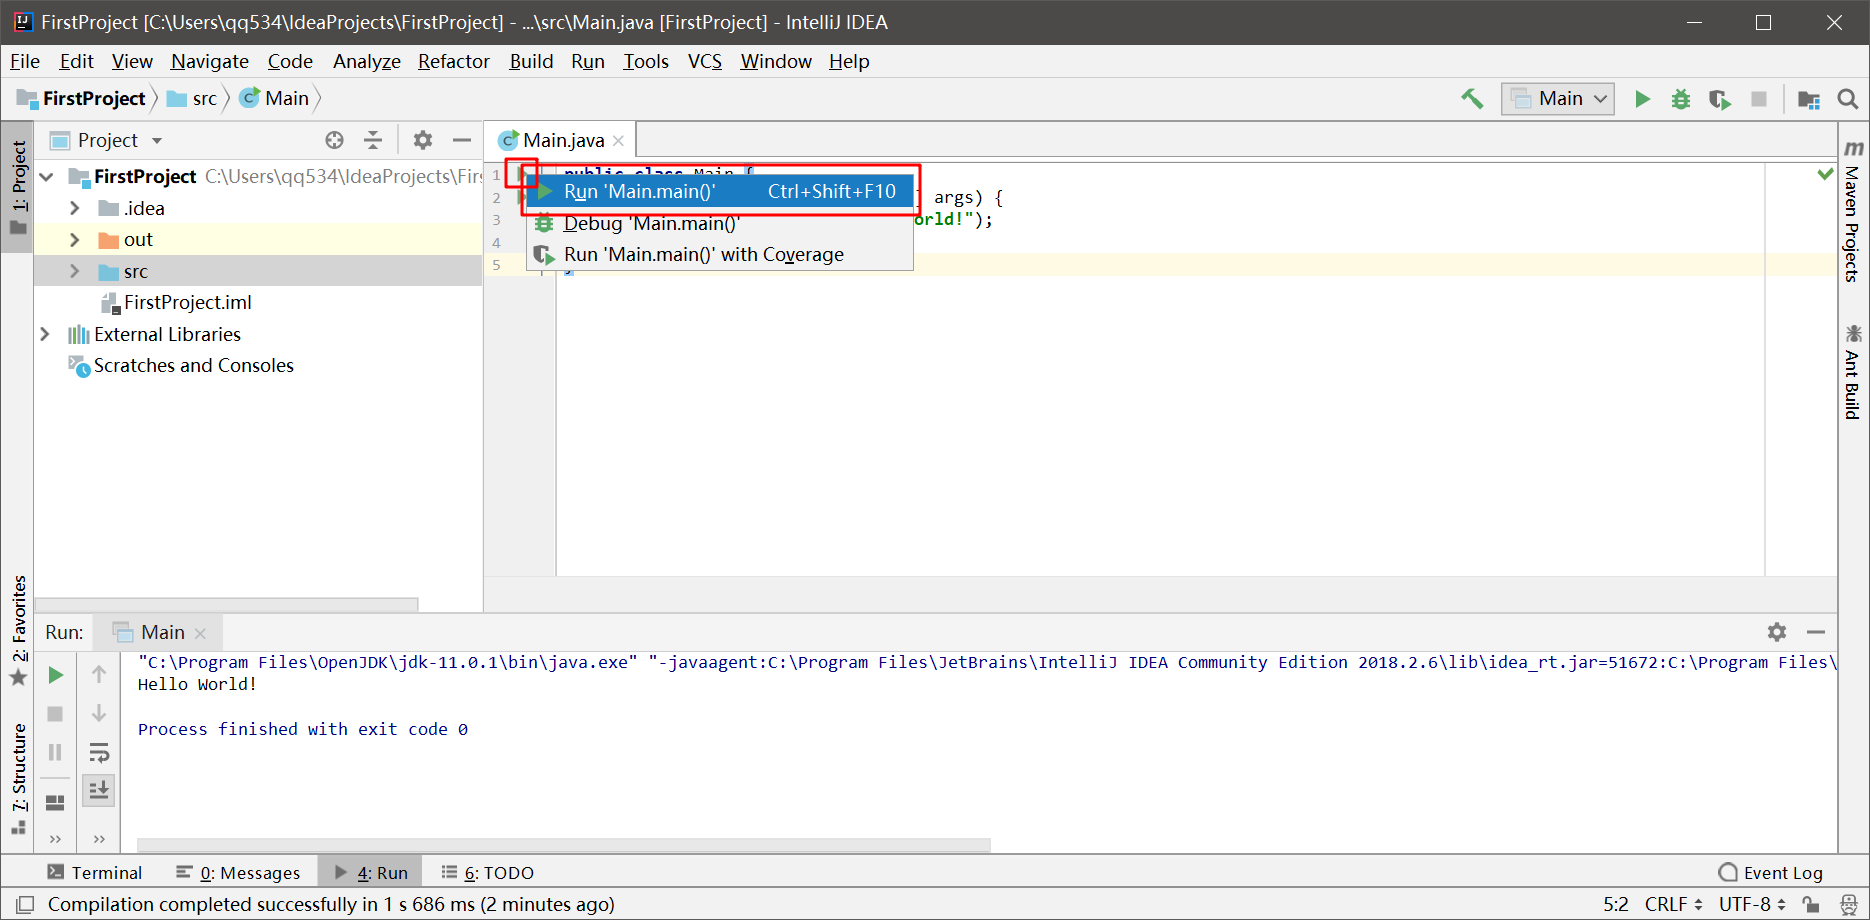 FirstProject [C:\Users\qq534\IdeaProjects\FirstProject] - ...\src\Main.java [FirstProject] - IntelliJ IDEA
File Edit View Navigate Code Analyze Refactor Build Run Tools VCS Window Help
FirstProject src Main Main
1: Project
Project
FirstProject C:\Users\qq534\IdeaProjects\Firs
.idea
out
src
FirstProject.iml
External Libraries
Scratches and Consoles
Main.java
1 public class Main {
2 args) {
3 orld!");
4
5 }
Run 'Main.main()' Ctrl+Shift+F10
Debug 'Main.main()'
Run 'Main.main()' with Coverage
m Maven Projects
Ant Build
2: Favorites
7: Structure
Run: Main
"C:\Program Files\OpenJDK\jdk-11.0.1\bin\java.exe" "-javaagent:C:\Program Files\JetBrains\IntelliJ IDEA Community Edition 2018.2.6\lib\idea_rt.jar=51672:C:\Program Files\
Hello World!
Process finished with exit code 0
Terminal 0: Messages 4: Run 6: TODO Event Log
Compilation completed successfully in 1 s 686 ms (2 minutes ago) 5:2 CRLF UTF-8